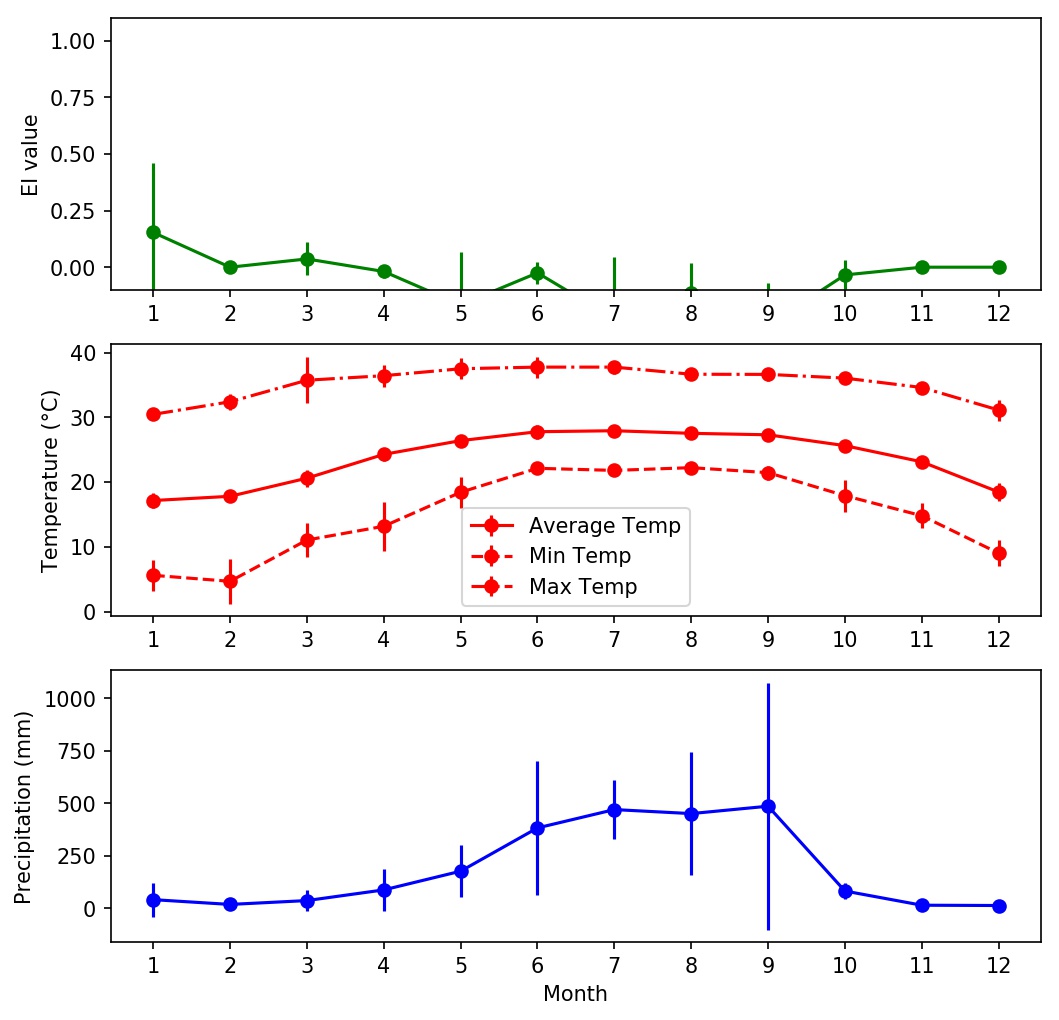 EI value
1.00
0.75
0.50
0.25
0.00
1 2 3 4 5 6 7 8 9 10 11 12
Temperature (°C)
40
30
20
10
0
Average Temp
Min Temp
Max Temp
1 2 3 4 5 6 7 8 9 10 11 12
Precipitation (mm)
1000
750
500
250
0
1 2 3 4 5 6 7 8 9 10 11 12
Month